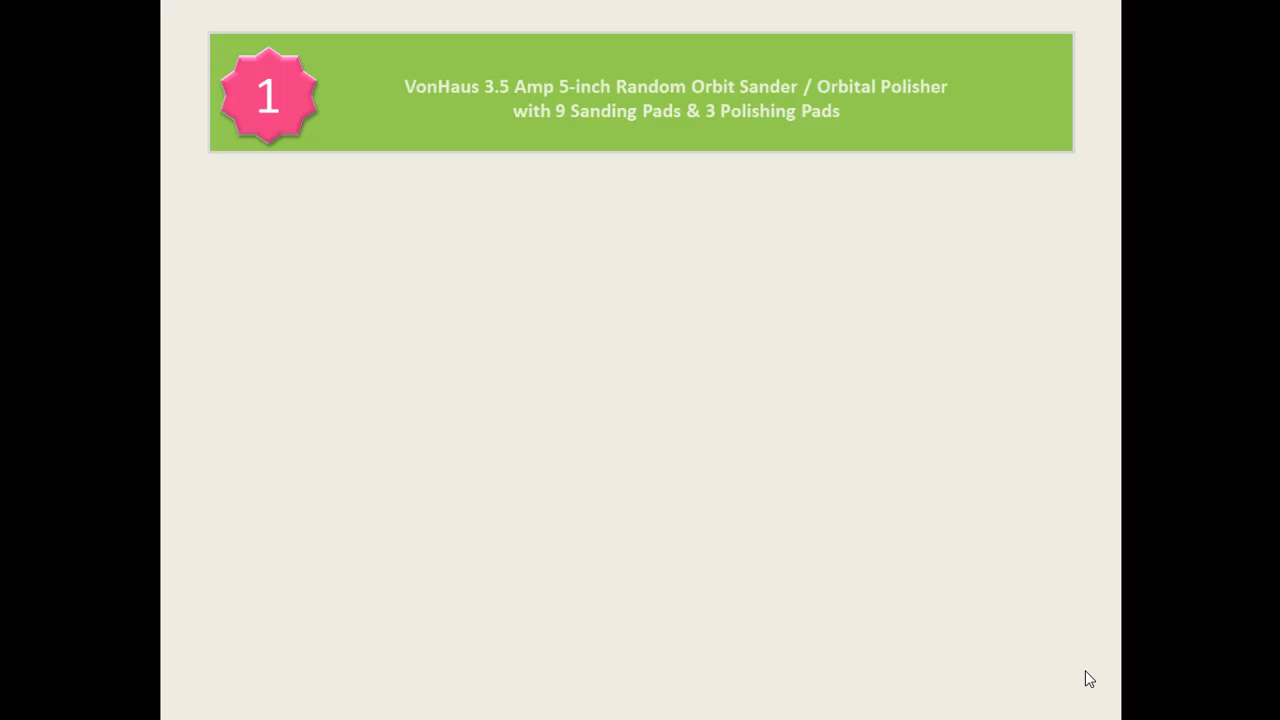 1
VonHaus 3.5 Amp 5-inch Random Orbit Sander / Orbital Polisher
with 9 Sanding Pads & 3 Polishing Pads